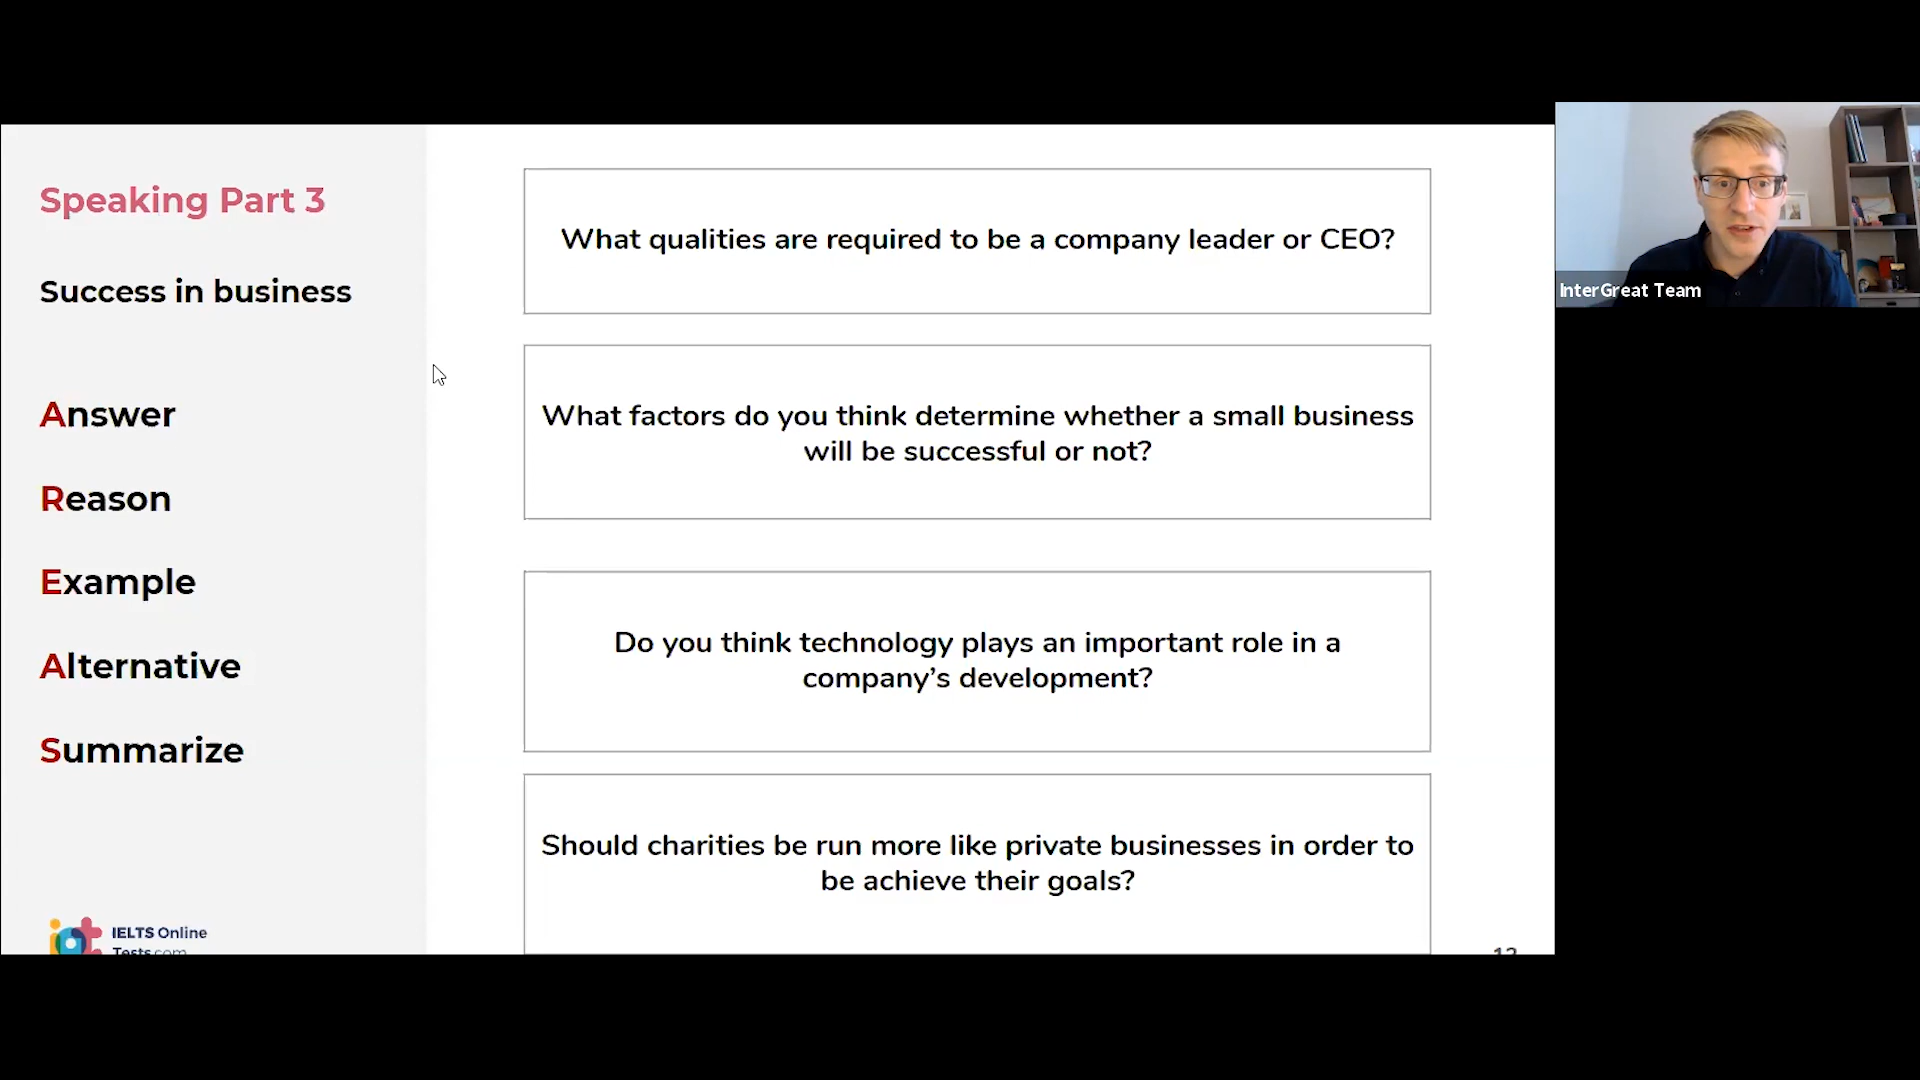 Speaking Part 3
Success in business
Answer
Reason
Example
Alternative
Summarize
IELTS Online
Tests.com
What qualities are required to be a company leader or CEO?
What factors do you think determine whether a small business
will be successful or not?
Do you think technology plays an important role in a
company’s development?
Should charities be run more like private businesses in order to
be achieve their goals?
InterGreat Team